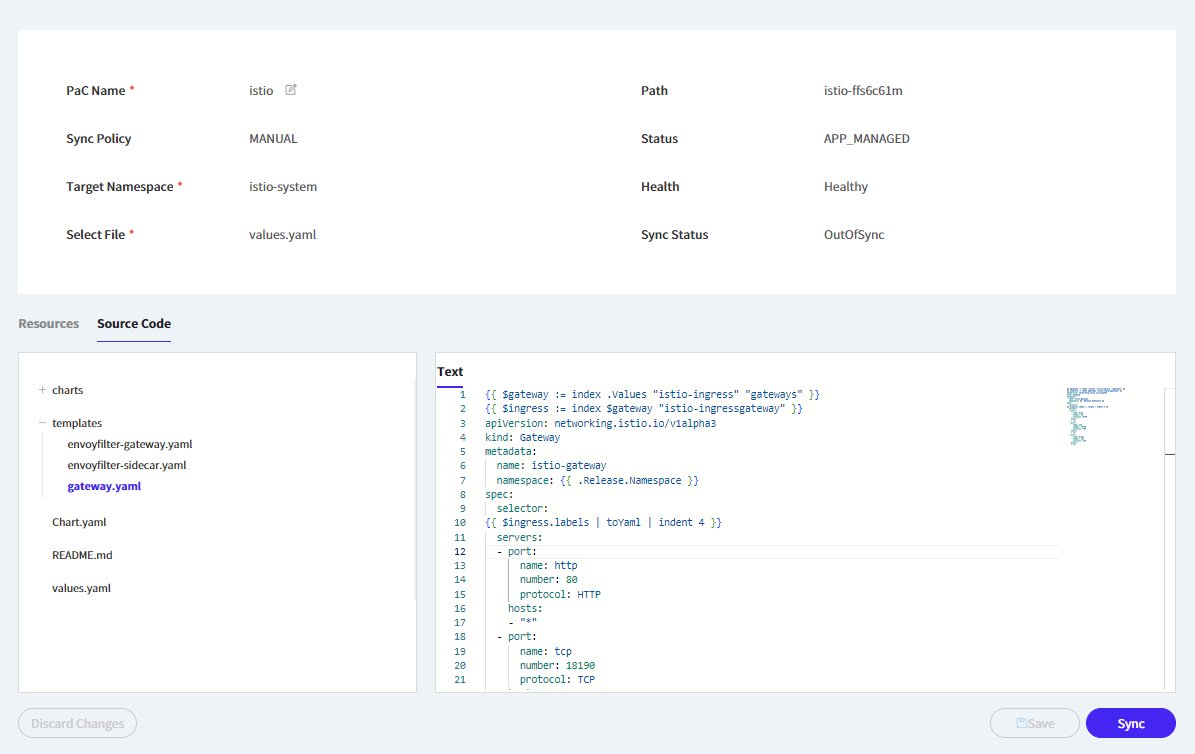 PaC Name * istio Path istio-ffs6c61m
Sync Policy MANUAL Status APP_MANAGED
Target Namespace * istio-system Health Healthy
Select File * values.yaml Sync Status OutOfSync
Resources Source Code
+ charts
− templates
envoyfilter-gateway.yaml
envoyfilter-sidecar.yaml
gateway.yaml
Chart.yaml
README.md
values.yaml
Text
1 {{ $gateway := index .Values "istio-ingress" "gateways" }}
2 {{ $ingress := index $gateway "istio-ingressgateway" }}
3 apiVersion: networking.istio.io/v1alpha3
4 kind: Gateway
5 metadata:
6   name: istio-gateway
7   namespace: {{ .Release.Namespace }}
8 spec:
9   selector:
10 {{ $ingress.labels | toYaml | indent 4 }}
11   servers:
12   - port:
13       name: http
14       number: 80
15       protocol: HTTP
16     hosts:
17     - "*"
18   - port:
19       name: tcp
20       number: 18190
21       protocol: TCP
Discard Changes Save Sync